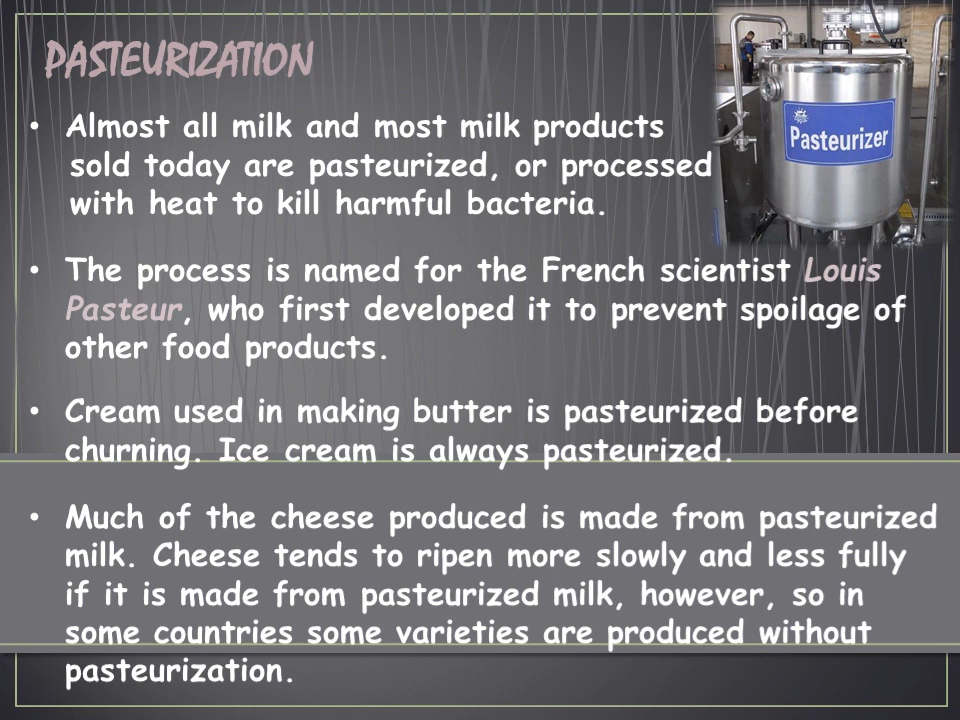 PASTEURIZATION
Pasteurizer
• Almost all milk and most milk products
sold today are pasteurized, or processed
with heat to kill harmful bacteria.
• The process is named for the French scientist Louis
Pasteur, who first developed it to prevent spoilage of
other food products.
• Cream used in making butter is pasteurized before
churning. Ice cream is always pasteurized.
• Much of the cheese produced is made from pasteurized
milk. Cheese tends to ripen more slowly and less fully
if it is made from pasteurized milk, however, so in
some countries some varieties are produced without
pasteurization.